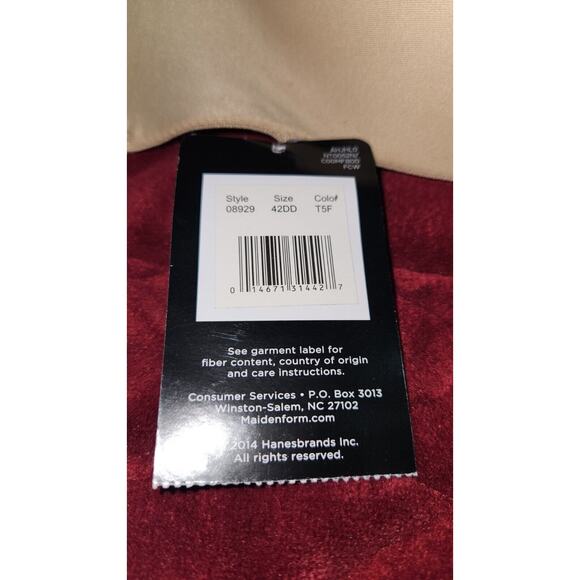 FCW
Style Size Color#
08929 42DD T5F
0 14671 31442 7
See garment label for
fiber content, country of origin
and care instructions.
Consumer Services • P.O. Box 3013
Winston-Salem, NC 27102
Maidenform.com
2014 Hanesbrands Inc.
All rights reserved.